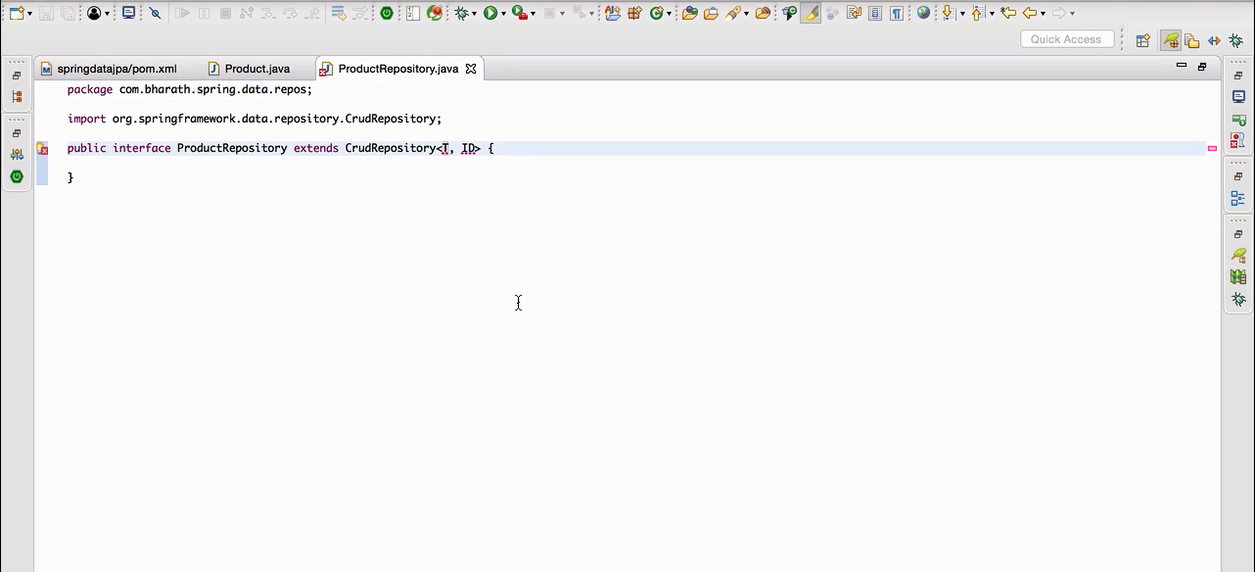 Quick Access
springdatajpa/pom.xml
Product.java
ProductRepository.java
package com.bharath.spring.data.repos;
import org.springframework.data.repository.CrudRepository;
public interface ProductRepository extends CrudRepository<T, ID> {
}